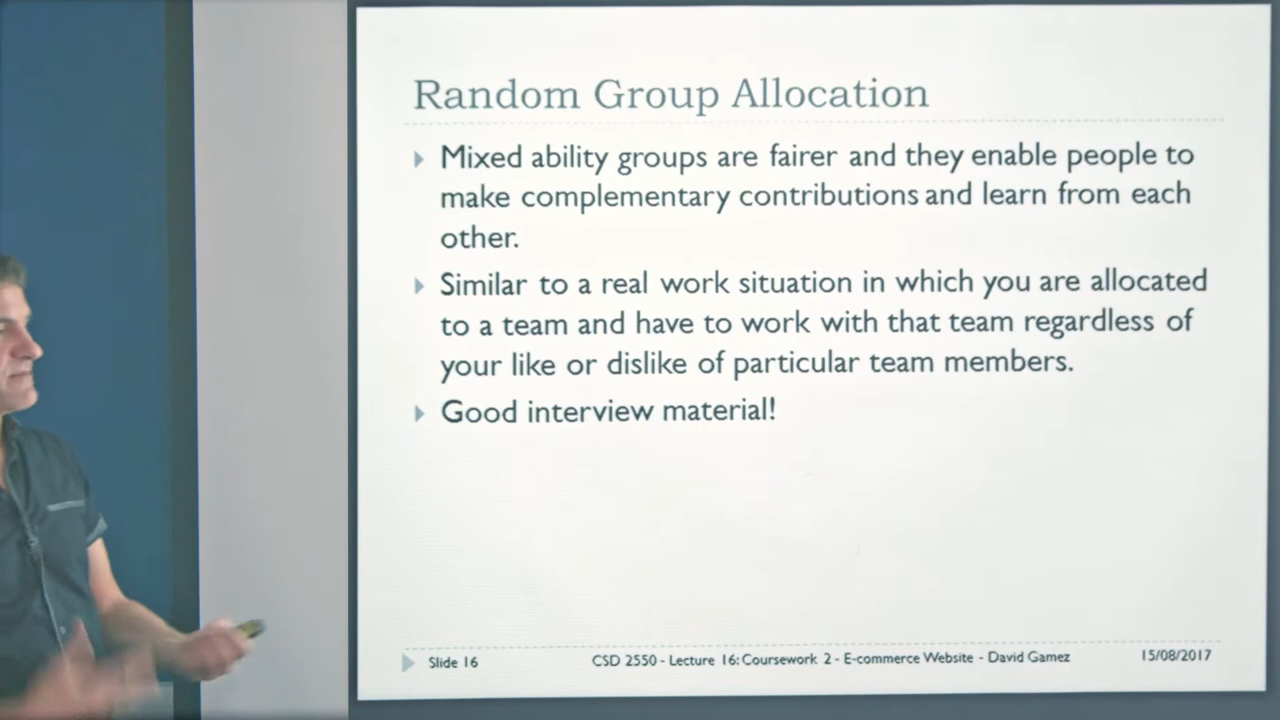 Random Group Allocation
Mixed ability groups are fairer and they enable people to
make complementary contributions and learn from each
other.
Similar to a real work situation in which you are allocated
to a team and have to work with that team regardless of
your like or dislike of particular team members.
Good interview material!
Slide 16
CSD 2550 - Lecture 16: Coursework 2 - E-commerce Website - David Gamez
15/08/2017